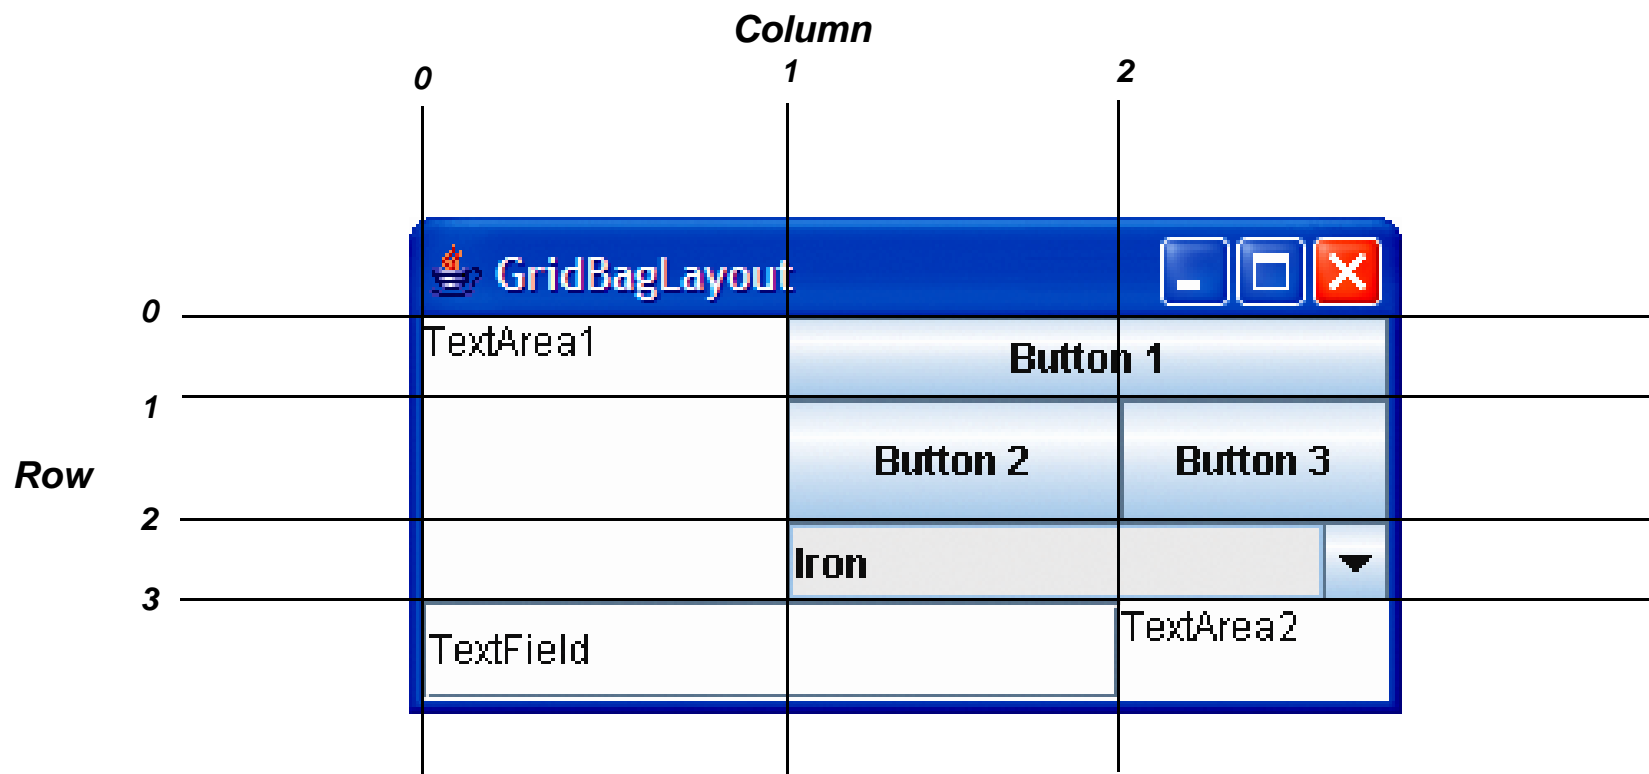 Column
0 1 2
GridBagLayout
0
TextArea1
Button 1
1
Button 2
Button 3
Row
2
Iron
3
TextField
TextArea2